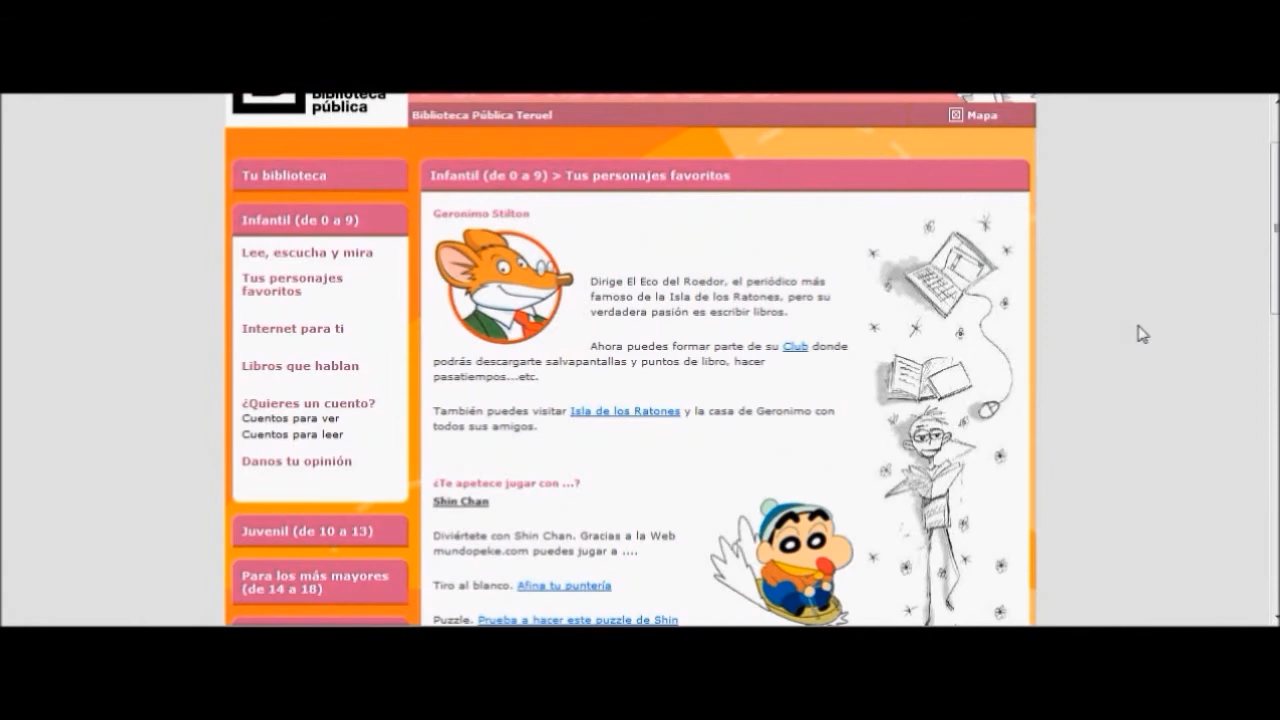 biblioteca
pública
Biblioteca Pública Teruel
Mapa
Tu biblioteca
Infantil (de 0 a 9)
Lee, escucha y mira
Tus personajes
favoritos
Internet para ti
Libros que hablan
¿Quieres un cuento?
Cuentos para ver
Cuentos para leer
Danos tu opinión
Juvenil (de 10 a 13)
Para los más mayores
(de 14 a 18)
Infantil (de 0 a 9) > Tus personajes favoritos
Geronimo Stilton
Dirige El Eco del Roedor, el periódico más
famoso de la Isla de los Ratones, pero su
verdadera pasión es escribir libros.
Ahora puedes formar parte de su Club donde
podrás descargarte salvapantallas y puntos de libro, hacer
pasatiempos...etc.
También puedes visitar Isla de los Ratones y la casa de Geronimo con
todos sus amigos.
¿Te apetece jugar con ...?
Shin Chan
Diviértete con Shin Chan. Gracias a la Web
mundopeke.com puedes jugar a ....
Tiro al blanco. Afina tu puntería
Puzzle. Prueba a hacer este puzzle de Shin